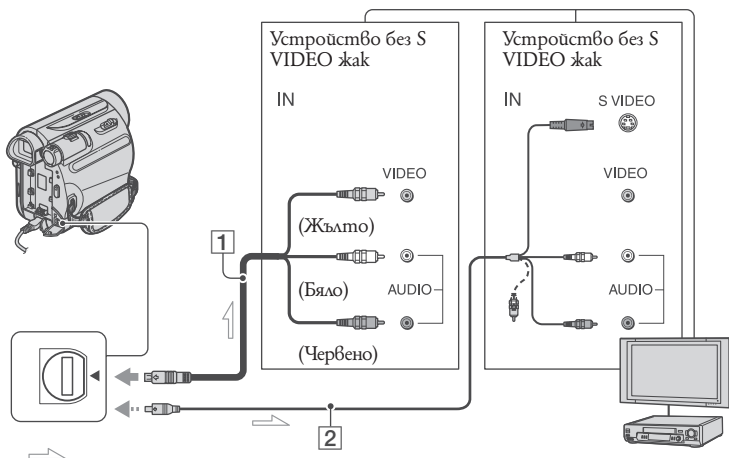 Устройство без S
VIDEO жак
IN
VIDEO
(Жълто)
(Бяло)
AUDIO
(Червено)
1
Устройство без S
VIDEO жак
IN
S VIDEO
VIDEO
AUDIO
2